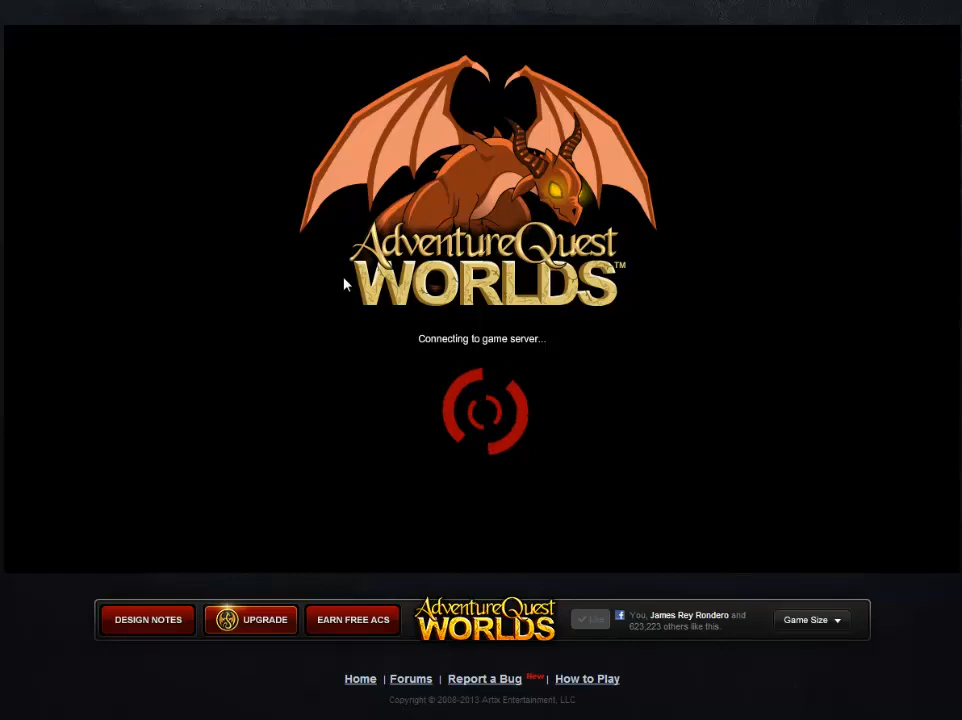 AdventureQuest
WORLDS™
Connecting to game server...
DESIGN NOTES
UPGRADE
EARN FREE ACS
AdventureQuest
WORLDS
Like
You, James Rey Rondero and
623,223 others like this.
Game Size
Home | Forums | Report a Bug New | How to Play
Copyright © 2008-2013 Artix Entertainment, LLC